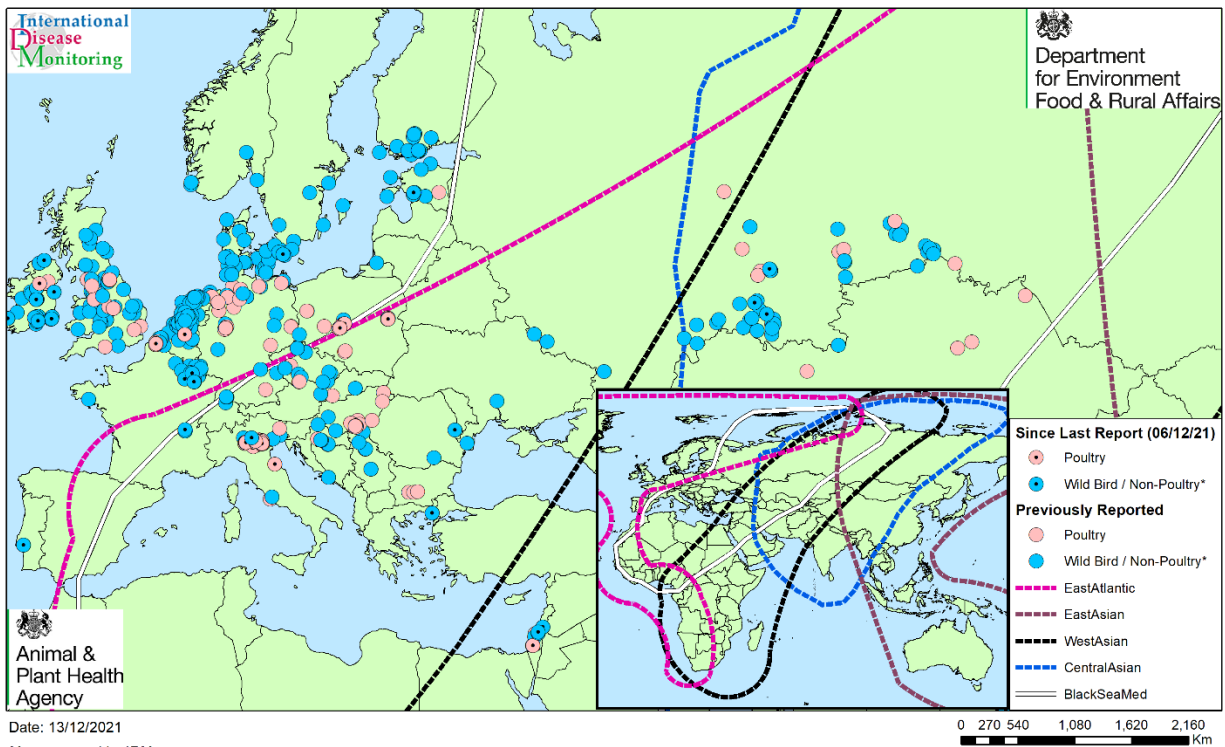 International
Disease
Monitoring
Department
for Environment
Food & Rural Affairs
Since Last Report (06/12/21)
Poultry
Wild Bird / Non-Poultry*
Previously Reported
Poultry
Wild Bird / Non-Poultry*
EastAtlantic
EastAsian
WestAsian
CentralAsian
BlackSeaMed
Animal &
Plant Health
Agency
Date: 13/12/2021
0 270 540 1,080 1,620 2,160
Km